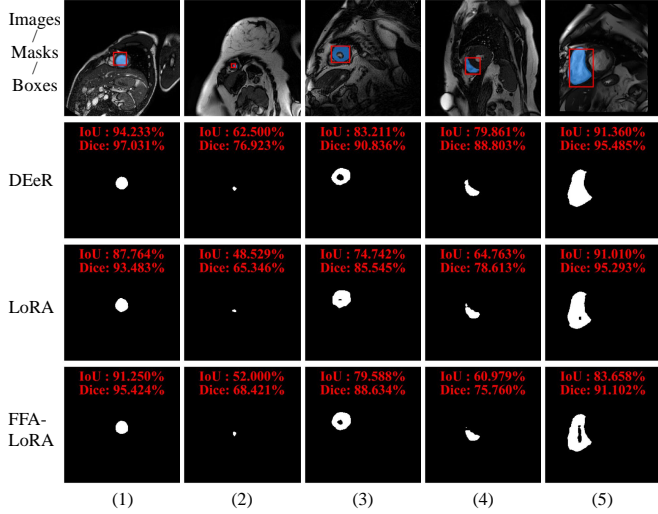 Images
/
Masks
/
Boxes
DEeR
IoU : 94.233% IoU : 62.500% IoU : 83.211% IoU : 79.861% IoU : 91.360%
Dice: 97.031% Dice: 76.923% Dice: 90.836% Dice: 88.803% Dice: 95.485%
LoRA
IoU : 87.764% IoU : 48.529% IoU : 74.742% IoU : 64.763% IoU : 91.010%
Dice: 93.483% Dice: 65.346% Dice: 85.545% Dice: 78.613% Dice: 95.293%
FFA-
LoRA
IoU : 91.250% IoU : 52.000% IoU : 79.588% IoU : 60.979% IoU : 83.658%
Dice: 95.424% Dice: 68.421% Dice: 88.634% Dice: 75.760% Dice: 91.102%
(1) (2) (3) (4) (5)